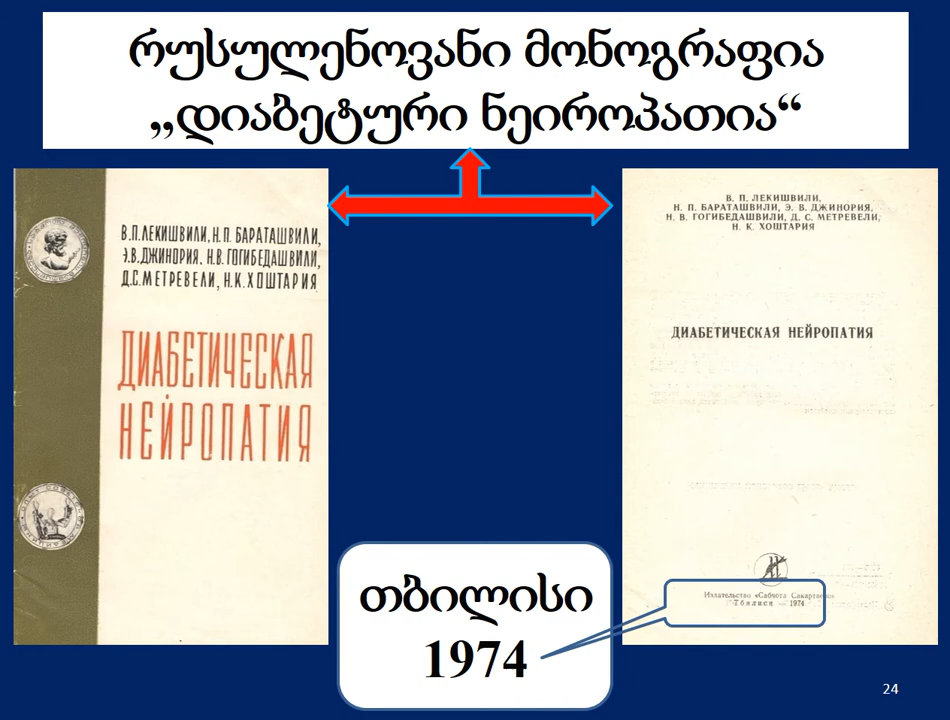 რუსულენოვანი მონოგრაფია
„დიაბეტური ნეიროპათია“
В.П.ЛЕКИШВИЛИ, Н.П. БАРАТАШВИЛИ,
Э.В.ДЖИНОРИЯ, Н.В. ГОГИБЕДАШВИЛИ,
Д.С.МЕТРЕВЕЛИ, Н.К.ХОШТАРИЯ
ДИАБЕТИЧЕСКАЯ
НЕЙРОПАТИЯ
В. П. ЛЕКИШВИЛИ,
Н. П. БАРАТАШВИЛИ, Э. В. ДЖИНОРИЯ,
Н. В. ГОГИБЕДАШВИЛИ, Д. С. МЕТРЕВЕЛИ,
Н. К. ХОШТАРИЯ
ДИАБЕТИЧЕСКАЯ НЕЙРОПАТИЯ
Издательство «Сабчота Сакартвело»
Тбилиси — 1974
თბილისი
1974
24